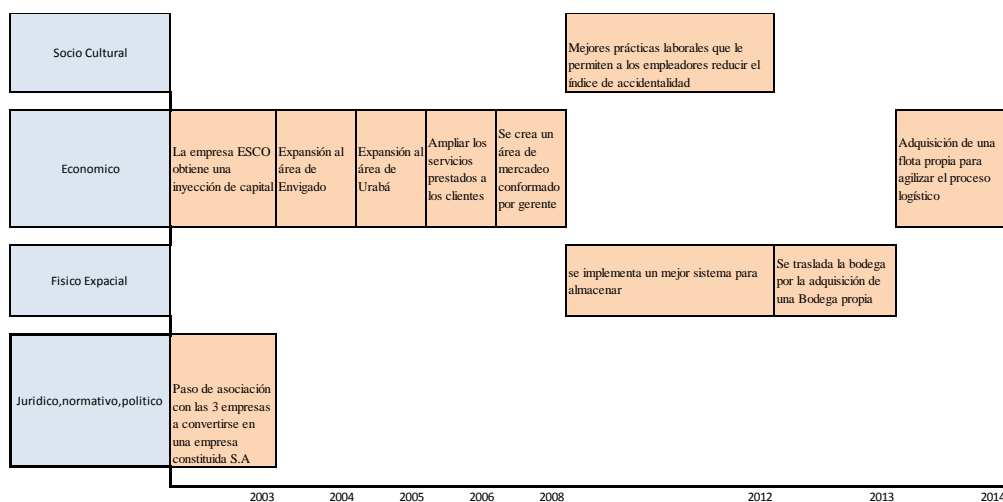 Socio Cultural
Mejores prácticas laborales que le
permiten a los empleadores reducir el
índice de accidentalidad
Economico
La empresa ESCO
obtiene una
inyección de capital
Expansión al
área de
Envigado
Expansión al
área de
Urabá
Ampliar los
servicios
prestados a
los clientes
Se crea un
área de
mercadeo
conformado
por gerente
Adquisición de una
flota propia para
agilizar el proceso
logístico
Fisico Expacial
se implementa un mejor sistema para
almacenar
Se traslada la bodega
por la adquisición de
una Bodega propia
Juridico,normativo,politico
Paso de asociación
con las 3 empresas
a convertirse en
una empresa
constituida S.A
2003
2004
2005
2006
2008
2012
2013
2014